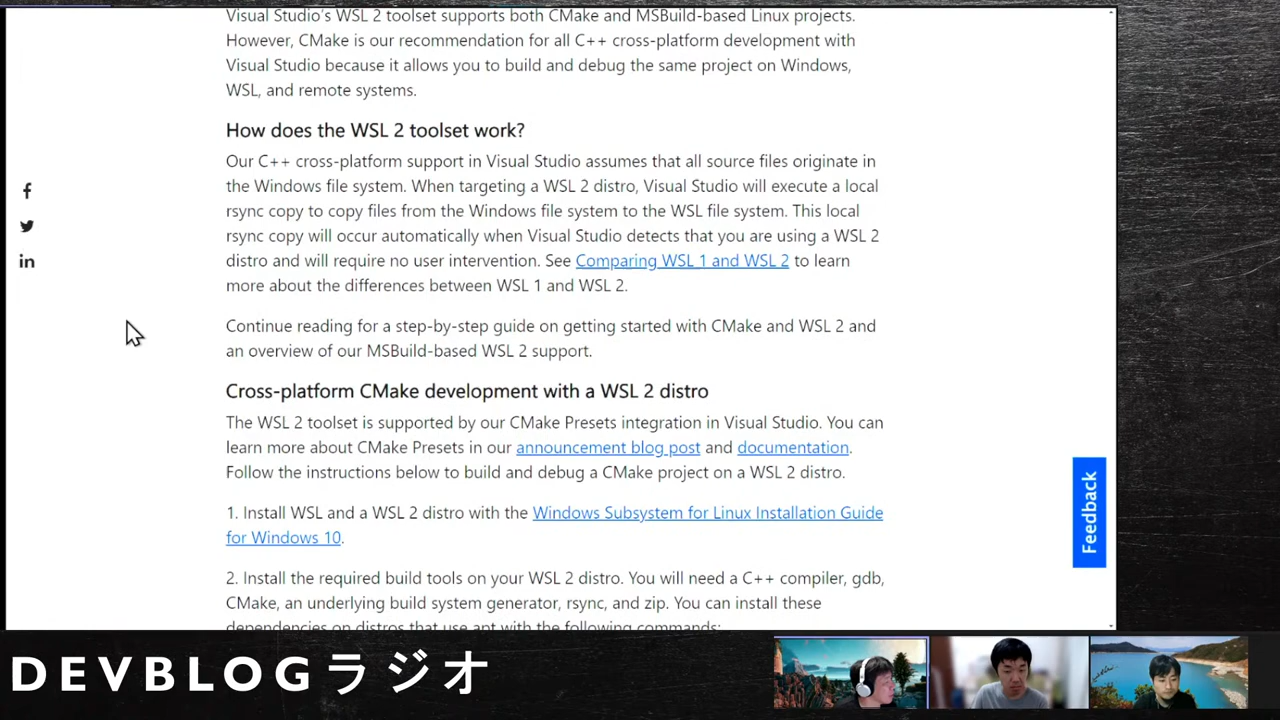 Visual Studio's WSL 2 toolset supports both CMake and MSBuild-based Linux projects.
However, CMake is our recommendation for all C++ cross-platform development with
Visual Studio because it allows you to build and debug the same project on Windows,
WSL, and remote systems.
How does the WSL 2 toolset work?
Our C++ cross-platform support in Visual Studio assumes that all source files originate in
the Windows file system. When targeting a WSL 2 distro, Visual Studio will execute a local
rsync copy to copy files from the Windows file system to the WSL file system. This local
rsync copy will occur automatically when Visual Studio detects that you are using a WSL 2
distro and will require no user intervention. See Comparing WSL 1 and WSL 2 to learn
more about the differences between WSL 1 and WSL 2.
Continue reading for a step-by-step guide on getting started with CMake and WSL 2 and
an overview of our MSBuild-based WSL 2 support.
Cross-platform CMake development with a WSL 2 distro
The WSL 2 toolset is supported by our CMake Presets integration in Visual Studio. You can
learn more about CMake Presets in our announcement blog post and documentation.
Follow the instructions below to build and debug a CMake project on a WSL 2 distro.
1. Install WSL and a WSL 2 distro with the Windows Subsystem for Linux Installation Guide
for Windows 10.
2. Install the required build tools on your WSL 2 distro. You will need a C++ compiler, gdb,
CMake, an underlying build system generator, rsync, and zip. You can install these
dependencies on distros that use apt with the following commands:
Feedback
DEVBLOGラジオ